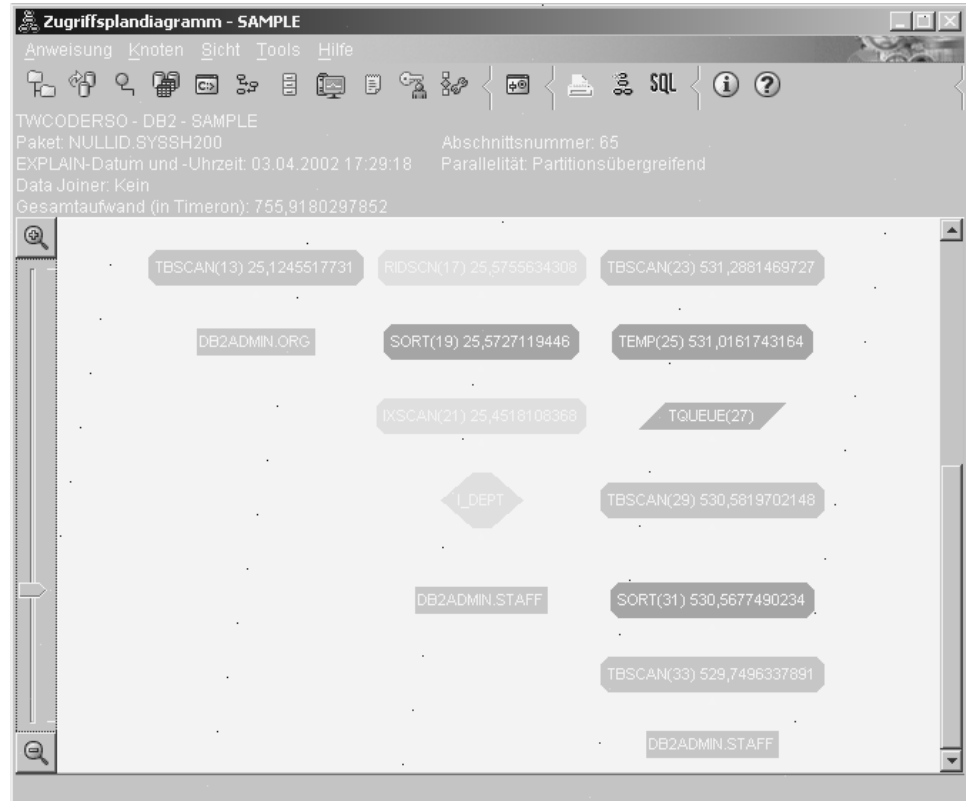 Zugriffsplandiagramm - SAMPLE
Anweisung Knoten Sicht Tools Hilfe
SQL
TWCODERSO - DB2 - SAMPLE
Paket: NULLID.SYSSH200 Abschnittsnummer: 65
EXPLAIN-Datum und -Uhrzeit: 03.04.2002 17:29:18 Parallelität: Partitionsübergreifend
Data Joiner: Kein
Gesamtaufwand (in Timeron): 755,9180297852
TBSCAN(13) 25,1245517731 RIDSCN(17) 25,5755634308 TBSCAN(23) 531,2881469727
DB2ADMIN.ORG SORT(19) 25,5727119446 TEMP(25) 531,0161743164
IXSCAN(21) 25,4518108368 TQUEUE(27)
I_DEPT TBSCAN(29) 530,5819702148
DB2ADMIN.STAFF SORT(31) 530,5677490234
TBSCAN(33) 529,7496337891
DB2ADMIN.STAFF